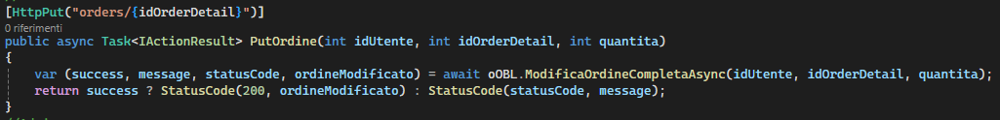 [HttpPut("orders/{idOrderDetail}")]
0 riferimenti
public async Task<IActionResult> PutOrdine(int idUtente, int idOrderDetail, int quantita)
{
var (success, message, statusCode, ordineModificato) = await oOBL.ModificaOrdineCompletaAsync(idUtente, idOrderDetail, quantita);
return success ? StatusCode(200, ordineModificato) : StatusCode(statusCode, message);
}